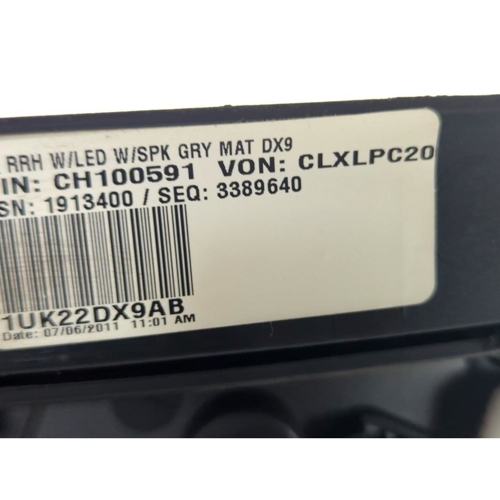 RRH W/LED W/SPK GRY MAT DX9
IN: CH100591 VON: CLXLPC20
SN: 1913400 / SEQ: 3389640
1UK22DX9AB
Date: 07/06/2011 11:01 AM